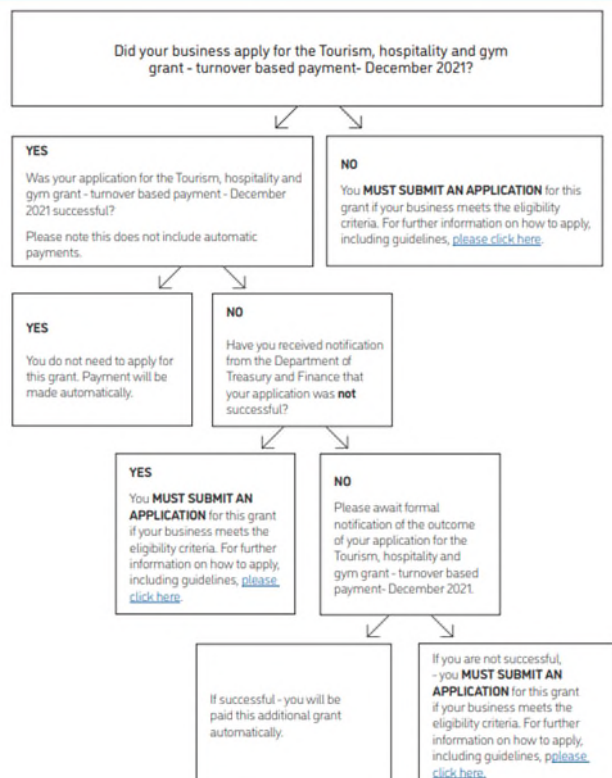 Did your business apply for the Tourism, hospitality and gym
grant - turnover based payment- December 2021?
YES
Was your application for the Tourism, hospitality and
gym grant - turnover based payment - December
2021 successful?
Please note this does not include automatic
payments.
NO
You MUST SUBMIT AN APPLICATION for this
grant if your business meets the eligibility
criteria. For further information on how to apply,
including guidelines, please click here.
YES
You do not need to apply for
this grant. Payment will be
made automatically.
NO
Have you received notification
from the Department of
Treasury and Finance that
your application was not
successful?
YES
You MUST SUBMIT AN
APPLICATION for this grant
if your business meets the
eligibility criteria. For further
information on how to apply,
including guidelines, please
click here.
NO
Please await formal
notification of the outcome
of your application for the
Tourism, hospitality and
gym grant - turnover based
payment- December 2021.
If successful - you will be
paid this additional grant
automatically.
If you are not successful,
- you MUST SUBMIT AN
APPLICATION for this grant
if your business meets the
eligibility criteria. For further
information on how to apply,
including guidelines, pplease
click here.